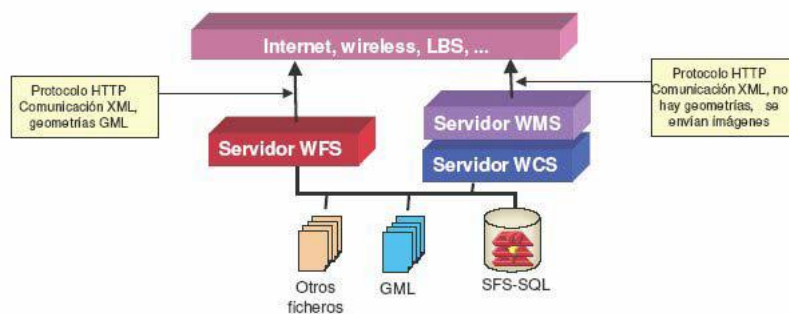 Internet, wireless, LBS, ...
Protocolo HTTP
Comunicación XML,
geometrías GML
Protocolo HTTP
Comunicación XML, no
hay geometrías, se
envían imágenes
Servidor WFS
Servidor WMS
Servidor WCS
Otros
ficheros
GML
SFS-SQL